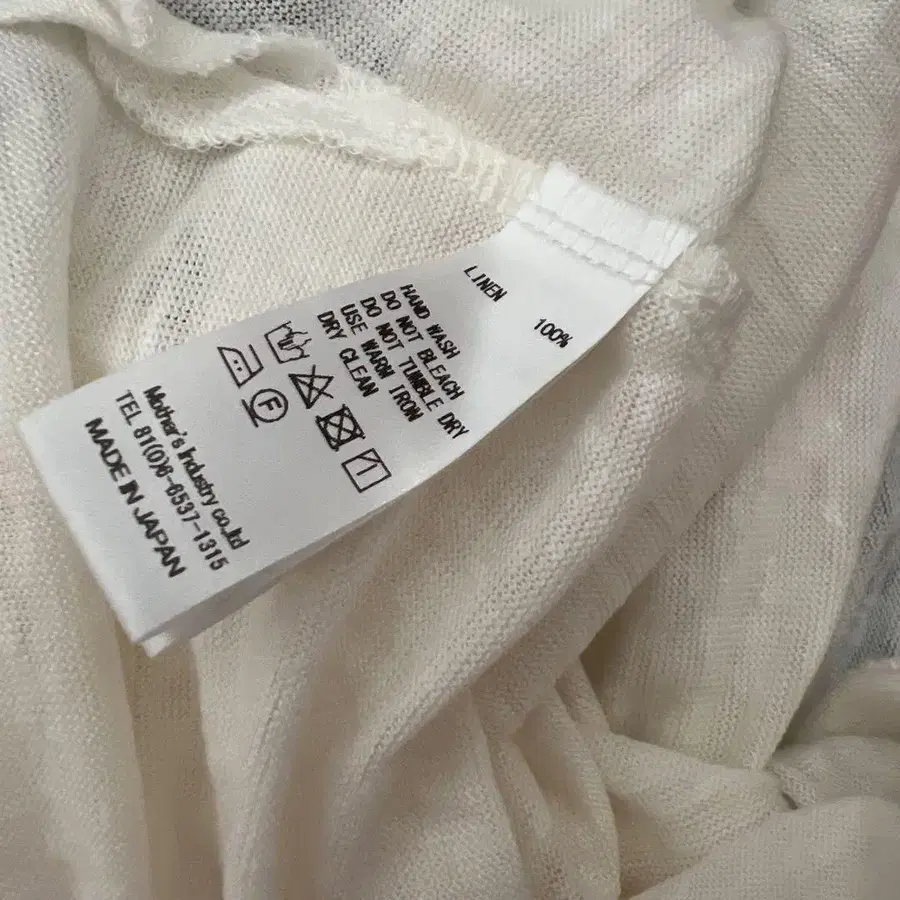 LINEN 100%
HAND WASH
DO NOT BLEACH
DO NOT TUMBLE DRY
USE WARN IRON
DRY CLEAN
F
Mother's Industry co.,ltd
TEL 81(0)6-6537-1315
MADE IN JAPAN